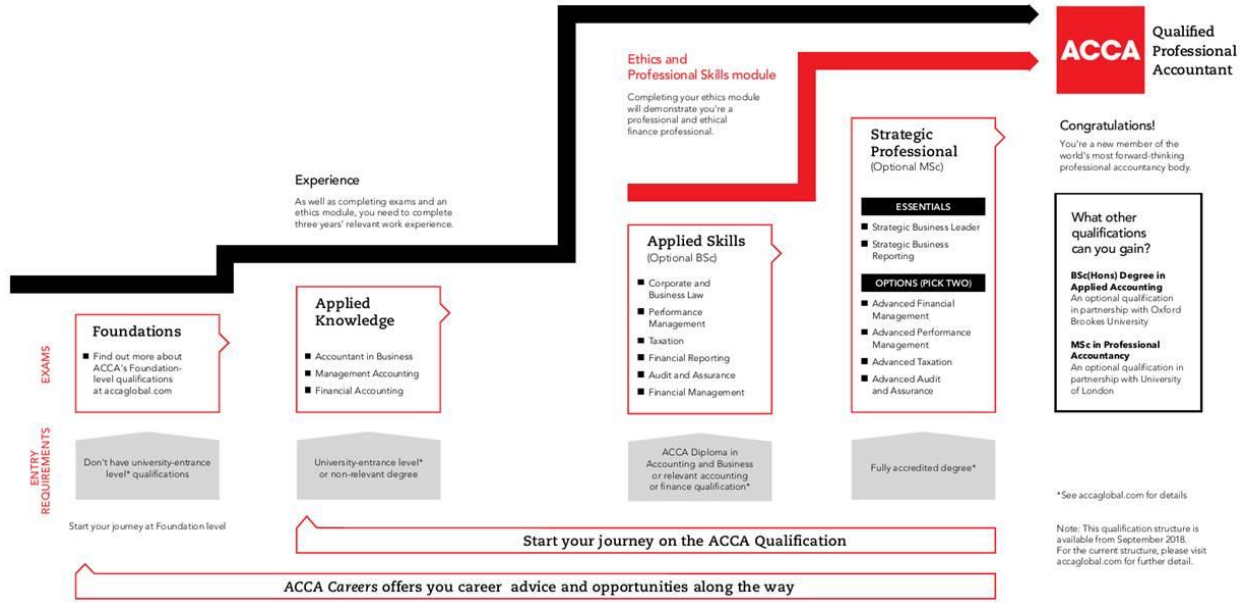 ACCA
Qualified
Professional
Accountant
Ethics and
Professional Skills module
Completing your ethics module
will demonstrate you're a
professional and ethical
finance professional.
Experience
As well as completing exams and an
ethics module, you need to complete
three years' relevant work experience.
Congratulations!
You're a new member of the
world's most forward-thinking
professional accountancy body.
EXAMS
Foundations
Find out more about
ACCA's Foundation-
level qualifications
at accaglobal.com
Applied
Knowledge
Accountant in Business
Management Accounting
Financial Accounting
Applied Skills
(Optional BSc)
Corporate and
Business Law
Performance
Management
Taxation
Financial Reporting
Audit and Assurance
Financial Management
Strategic
Professional
(Optional MSc)
ESSENTIALS
Strategic Business Leader
Strategic Business
Reporting
OPTIONS (PICK TWO)
Advanced Financial
Management
Advanced Performance
Management
Advanced Taxation
Advanced Audit
and Assurance
What other
qualifications
can you gain?
BSc(Hons) Degree in
Applied Accounting
An optional qualification
in partnership with Oxford
Brookes University
MSc in Professional
Accountancy
An optional qualification in
partnership with University
of London
ENTRY
REQUIREMENTS
Don't have university-entrance
level* qualifications
University-entrance level*
or non-relevant degree
ACCA Diploma in
Accounting and Business
or relevant accounting
or finance qualification*
Fully accredited degree*
*See accaglobal.com for details
Start your journey at Foundation level
Start your journey on the ACCA Qualification
Note: This qualification structure is
available from September 2018.
For the current structure, please visit
accaglobal.com for further detail.
ACCA Careers offers you career advice and opportunities along the way